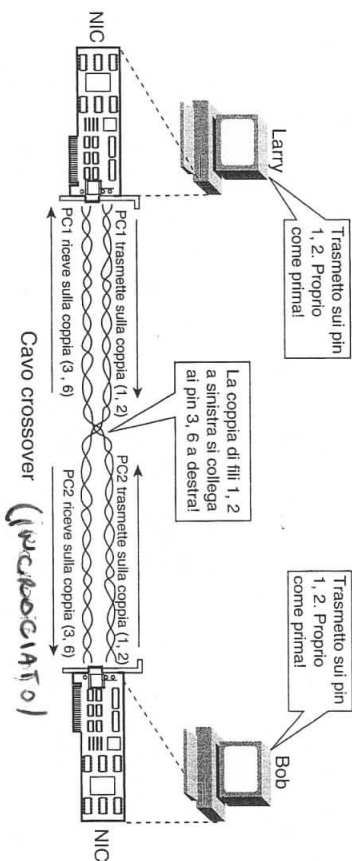 Trasmetto sui pin
1, 2. Proprio
come prima!
Larry
Trasmetto sui pin
1, 2. Proprio
come prima!
Bob
La coppia di fili 1, 2
a sinistra si collega
ai pin 3, 6 a destra!
NIC
PC1 trasmette sulla coppia (1, 2)
PC2 trasmette sulla coppia (1, 2)
PC1 riceve sulla coppia (3, 6)
PC2 riceve sulla coppia (3, 6)
NIC
Cavo crossover (INCROCIATO)